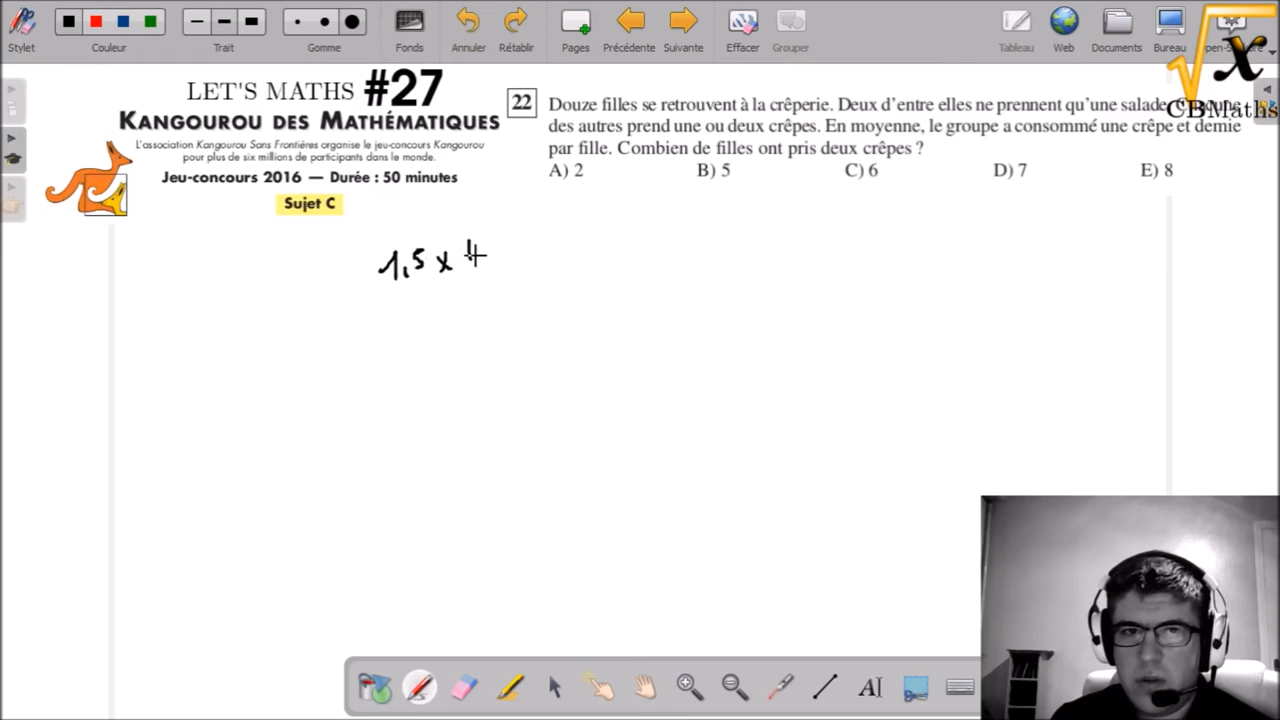 Stylet Couleur Trait Gomme Fonds Annuler Rétablir Pages Précédente Suivante Effacer Grouper Tableau Web Documents Bureau
CBMaths
LET'S MATHS #27
KANGOUROU DES MATHÉMATIQUES
L'association Kangourou Sans Frontières organise le jeu-concours Kangourou
pour plus de six millions de participants dans le monde.
Jeu-concours 2016 — Durée : 50 minutes
Sujet C
22 Douze filles se retrouvent à la crêperie. Deux d'entre elles ne prennent qu'une salade.
des autres prend une ou deux crêpes. En moyenne, le groupe a consommé une crêpe et demie
par fille. Combien de filles ont pris deux crêpes ?
A) 2 B) 5 C) 6 D) 7 E) 8
1,5 x